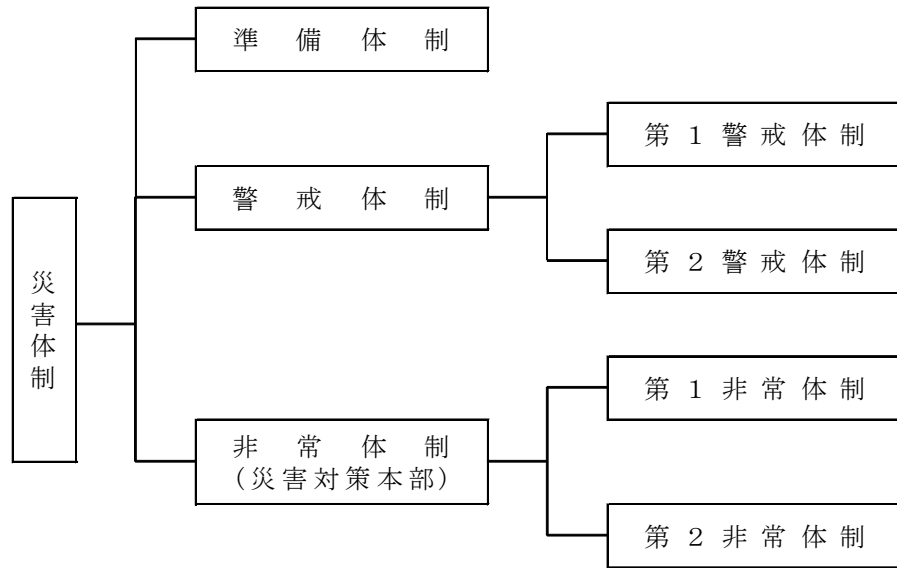 災害体制
準備体制
警戒体制
第1警戒体制
第2警戒体制
非常体制
(災害対策本部)
第1非常体制
第2非常体制